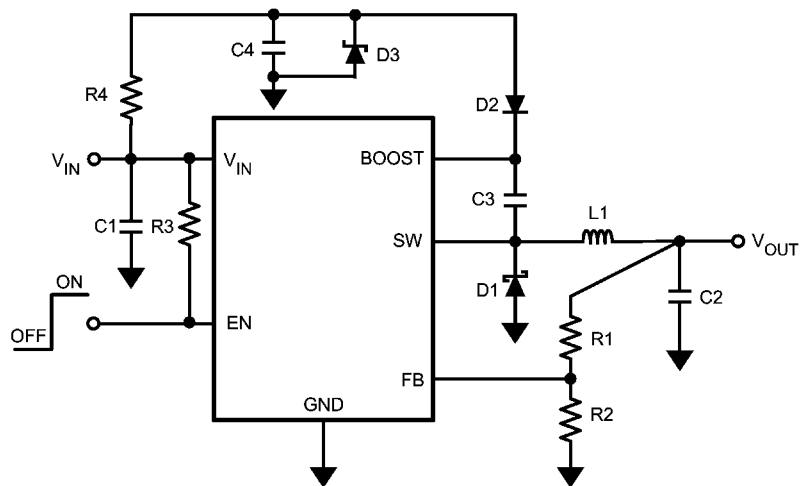 C4
D3
R4
D2
VIN
VIN
BOOST
C1
R3
C3
L1
SW
VOUT
ON
D1
C2
OFF
EN
R1
FB
GND
R2